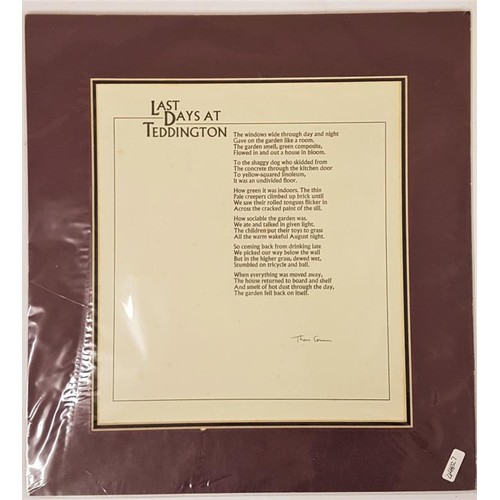 LAST
DAYS AT
TEDDINGTON
The windows wide through day and night
Gave on the garden like a room.
The garden smell, green composite,
Flowed in and out a house in bloom.
To the shaggy dog who skidded from
The concrete through the kitchen door
To yellow-squared linoleum,
It was an undivided floor.
How green it was indoors. The thin
Pale creepers climbed up brick until
We saw their rolled tongues flicker in
Across the cracked paint of the sill.
How sociable the garden was.
We ate and talked in given light.
The children put their toys to grass
All the warm wakeful August night.
So coming back from drinking late
We picked our way below the wall
But in the higher grass, dewed wet,
Stumbled on tricycle and ball.
When everything was moved away,
The house returned to board and shelf
And smelt of hot dust through the day,
The garden fell back on itself.